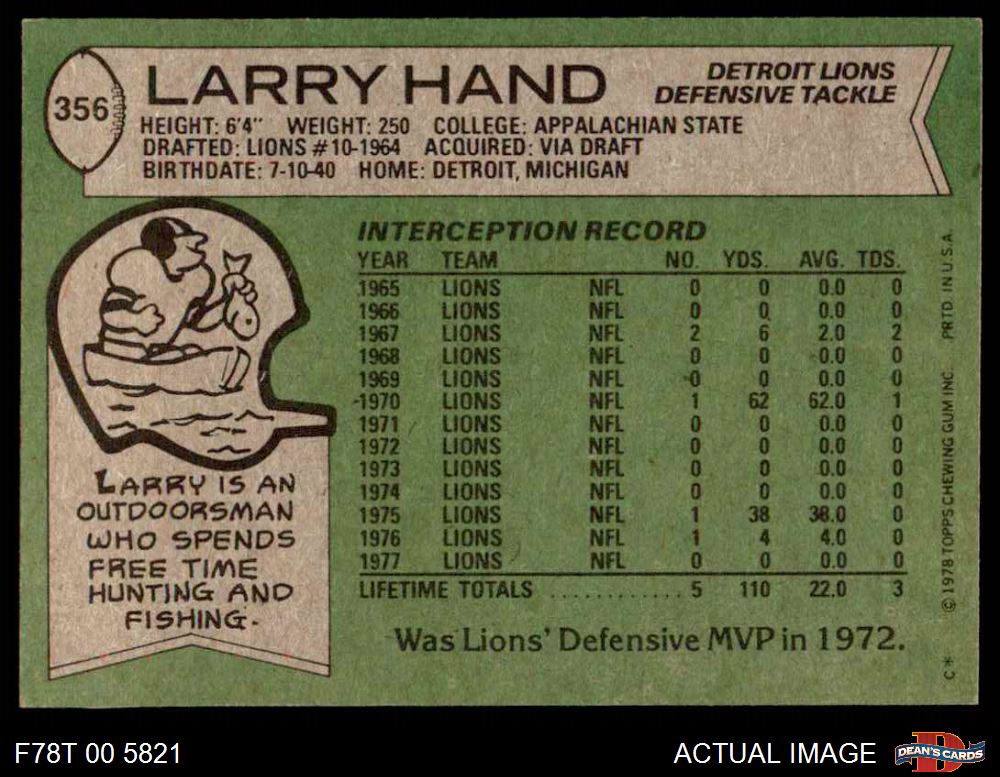 356
LARRY HAND
DETROIT LIONS
DEFENSIVE TACKLE
HEIGHT: 6'4" WEIGHT: 250 COLLEGE: APPALACHIAN STATE
DRAFTED: LIONS #10-1964 ACQUIRED: VIA DRAFT
BIRTHDATE: 7-10-40 HOME: DETROIT, MICHIGAN
INTERCEPTION RECORD
YEAR TEAM NO. YDS. AVG. TDS.
1965 LIONS NFL 0 0 0.0 0
1966 LIONS NFL 0 0 0.0 0
1967 LIONS NFL 2 6 2.0 2
1968 LIONS NFL 0 0 0.0 0
1969 LIONS NFL 0 0 0.0 0
1970 LIONS NFL 1 62 62.0 1
1971 LIONS NFL 0 0 0.0 0
1972 LIONS NFL 0 0 0.0 0
1973 LIONS NFL 0 0 0.0 0
1974 LIONS NFL 0 0 0.0 0
1975 LIONS NFL 1 38 38.0 0
1976 LIONS NFL 1 4 4.0 0
1977 LIONS NFL 0 0 0.0 0
LIFETIME TOTALS ............ 5 110 22.0 3
Was Lions' Defensive MVP in 1972.
LARRY IS AN
OUTDOORSMAN
WHO SPENDS
FREE TIME
HUNTING AND
FISHING.
C* © 1978 TOPPS CHEWING GUM INC. PRTD IN U.S.A.
F78T 00 5821
ACTUAL IMAGE
D
DEAN'S CARDS